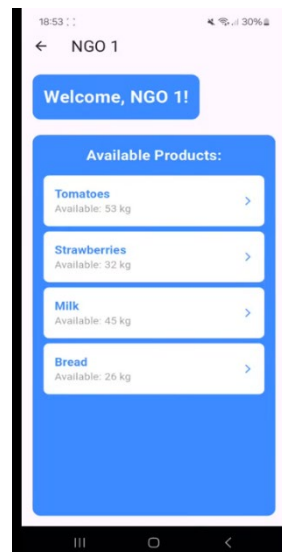 18:53
30%
NGO 1
Welcome, NGO 1!
Available Products:
Tomatoes
Available: 53 kg
Strawberries
Available: 32 kg
Milk
Available: 45 kg
Bread
Available: 26 kg